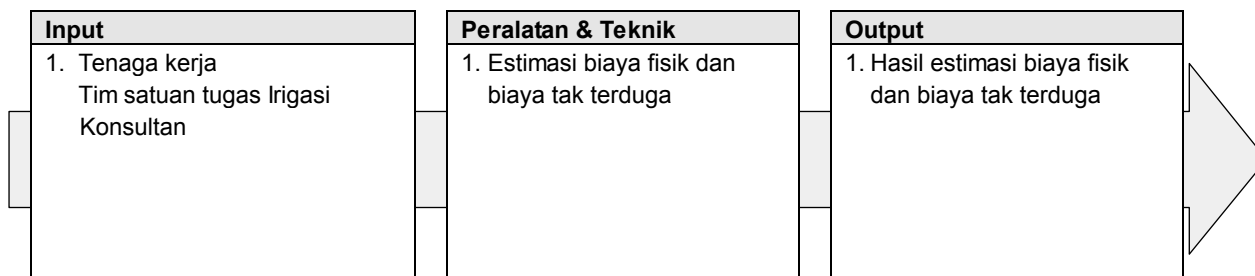 Input
1. Tenaga kerja
Tim satuan tugas Irigasi
Konsultan
Peralatan & Teknik
1. Estimasi biaya fisik dan
biaya tak terduga
Output
1. Hasil estimasi biaya fisik
dan biaya tak terduga